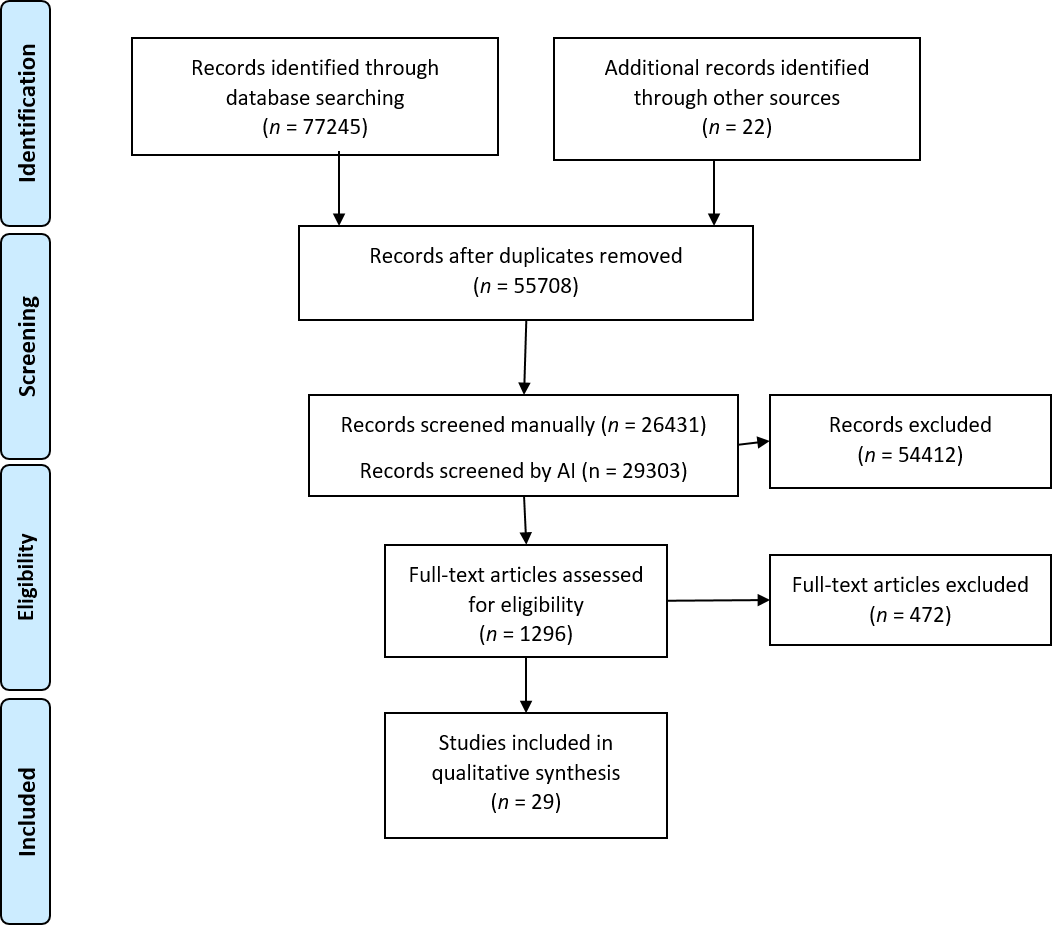 Identification
Records identified through
database searching
(n = 77245)
Additional records identified
through other sources
(n = 22)
Screening
Records after duplicates removed
(n = 55708)
Records screened manually (n = 26431)
Records screened by AI (n = 29303)
Records excluded
(n = 54412)
Eligibility
Full-text articles assessed
for eligibility
(n = 1296)
Full-text articles excluded
(n = 472)
Included
Studies included in
qualitative synthesis
(n = 29)